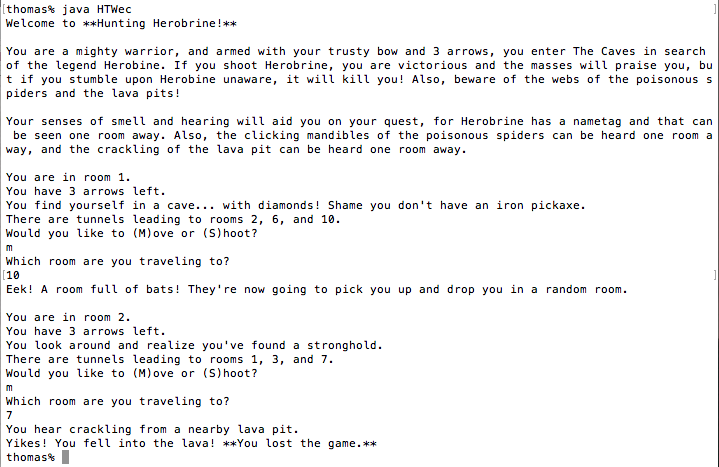 [thomas% java HTWec ]
Welcome to **Hunting Herobrine!**
You are a mighty warrior, and armed with your trusty bow and 3 arrows, you enter The Caves in search
of the legend Herobine. If you shoot Herobrine, you are victorious and the masses will praise you, bu
t if you stumble upon Herobine unaware, it will kill you! Also, beware of the webs of the poisonous s
piders and the lava pits!
Your senses of smell and hearing will aid you on your quest, for Herobrine has a nametag and that can
 be seen one room away. Also, the clicking mandibles of the poisonous spiders can be heard one room a
way, and the crackling of the lava pit can be heard one room away.
You are in room 1.
You have 3 arrows left.
You find yourself in a cave... with diamonds! Shame you don't have an iron pickaxe.
There are tunnels leading to rooms 2, 6, and 10.
Would you like to (M)ove or (S)hoot?
m
Which room are you traveling to?
[10 ]
Eek! A room full of bats! They're now going to pick you up and drop you in a random room.
You are in room 2.
You have 3 arrows left.
You look around and realize you've found a stronghold.
There are tunnels leading to rooms 1, 3, and 7.
Would you like to (M)ove or (S)hoot?
m
Which room are you traveling to?
7
You hear crackling from a nearby lava pit.
Yikes! You fell into the lava! **You lost the game.**
thomas%